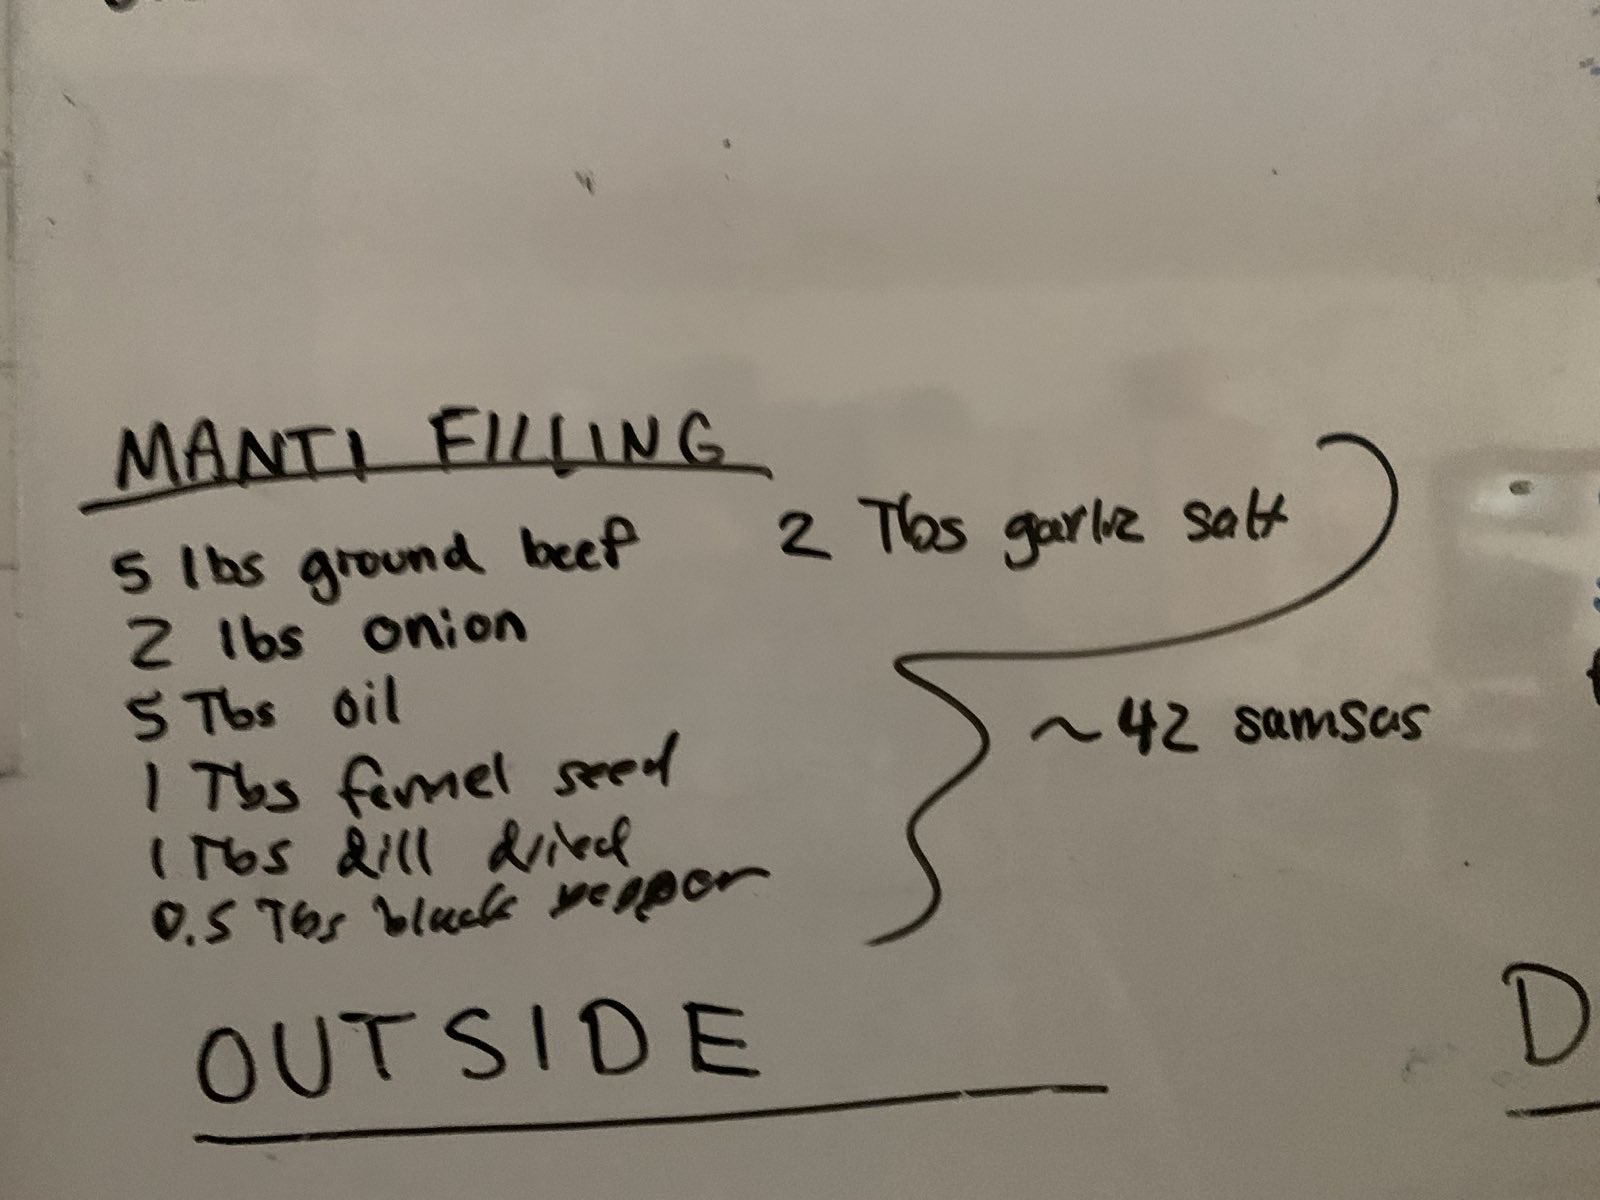 MANTI FILLING
5 lbs ground beef 2 Tbs garlic salt
2 lbs onion
5 Tbs oil
~42 samsas
1 Tbs fennel seed
1 Tbs dill dried
0.5 Tbs black pepper
OUTSIDE
D